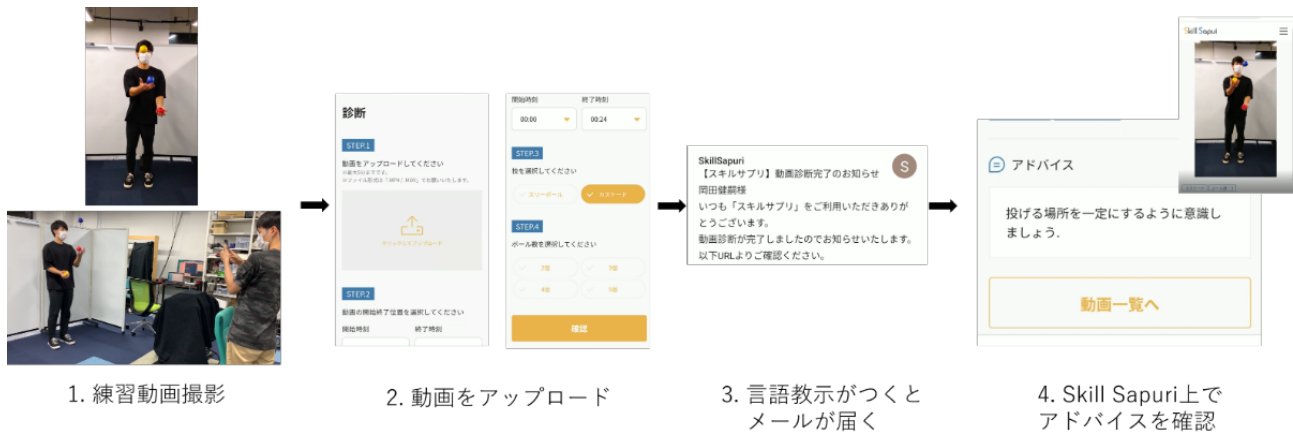 診断
STEP.1
動画をアップロードしてください
クリックしてアップロード
STEP.2
動画の開始終了位置を選択してください
開始時刻 終了時刻
開始時刻 終了時刻
00:00 00:24
STEP.3
技を選択してください
カスケード
STEP.4
ボール数を選択してください
2個 3個
4個 5個
確認
SkillSapuri
【スキルサプリ】動画診断完了のお知らせ
S
岡田健嗣様
いつも「スキルサプリ」をご利用いただきありが
とうございます。
動画診断が完了しましたのでお知らせいたします。
以下URLよりご確認ください。
Skill Sapuri
アドバイス
投げる場所を一定にするように意識し
ましょう.
動画一覧へ
1. 練習動画撮影
2. 動画をアップロード
3. 言語教示がつくと
メールが届く
4. Skill Sapuri上で
アドバイスを確認